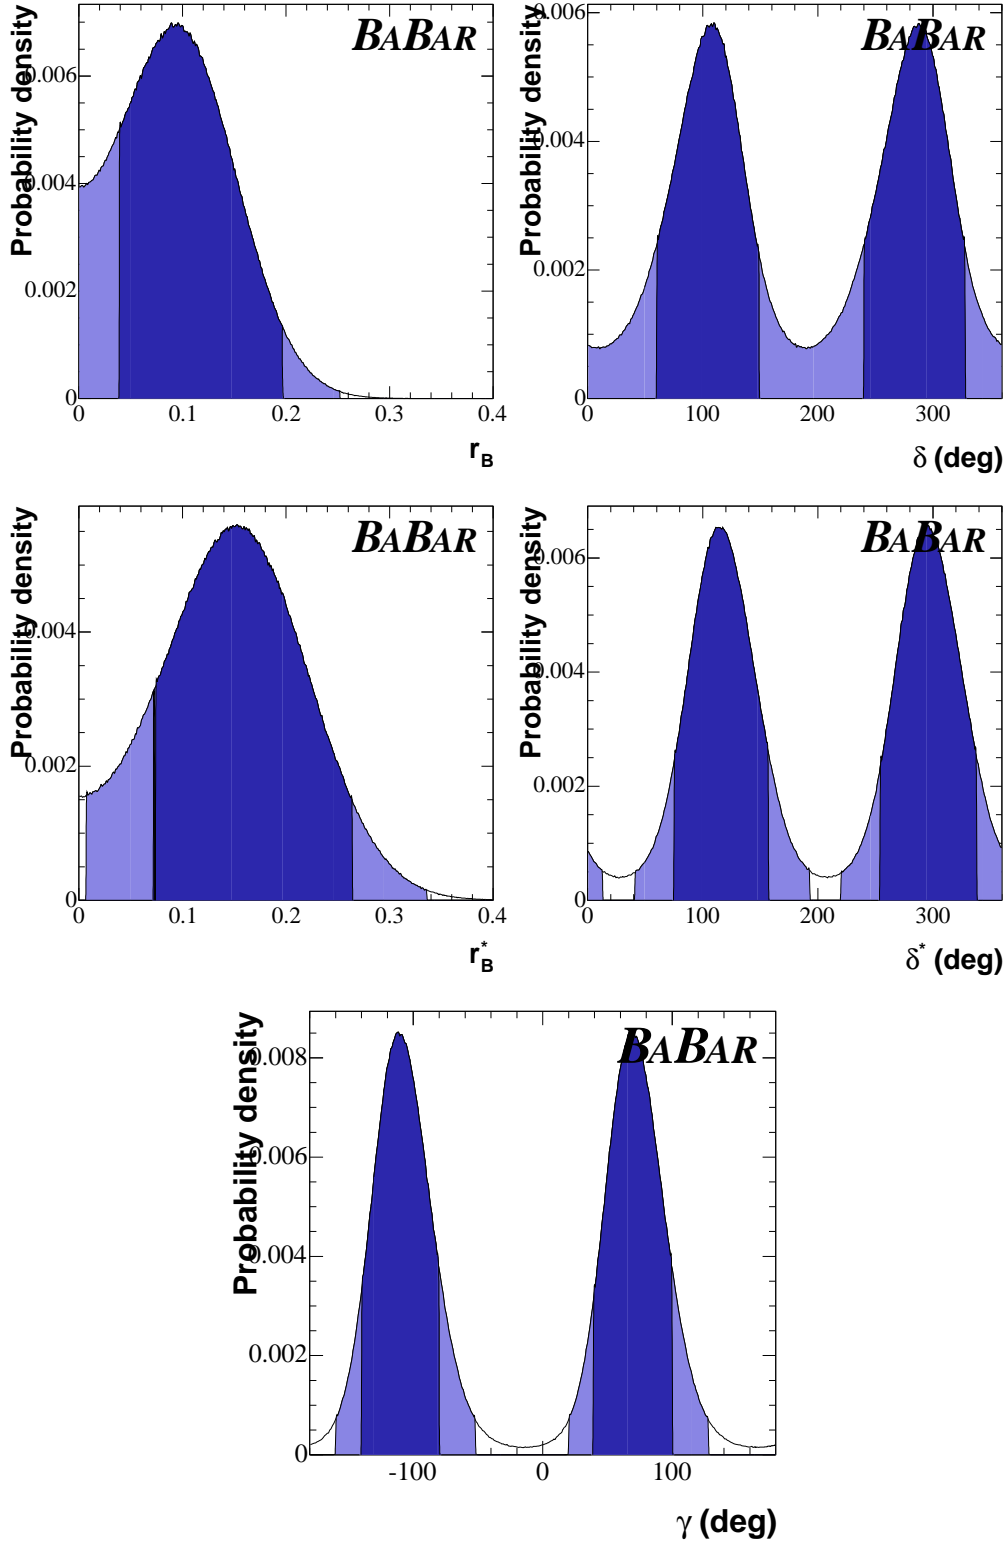 BABAR
Probability density
0.006
0.004
0.002
0
0 0.1 0.2 0.3 0.4
r_B
BABAR
Probability density
0.006
0.004
0.002
0
0 100 200 300
δ (deg)
BABAR
Probability density
0.004
0.002
0
0 0.1 0.2 0.3 0.4
r*_B
BABAR
Probability density
0.006
0.004
0.002
0
0 100 200 300
δ* (deg)
BABAR
Probability density
0.008
0.006
0.004
0.002
0
-100 0 100
γ (deg)